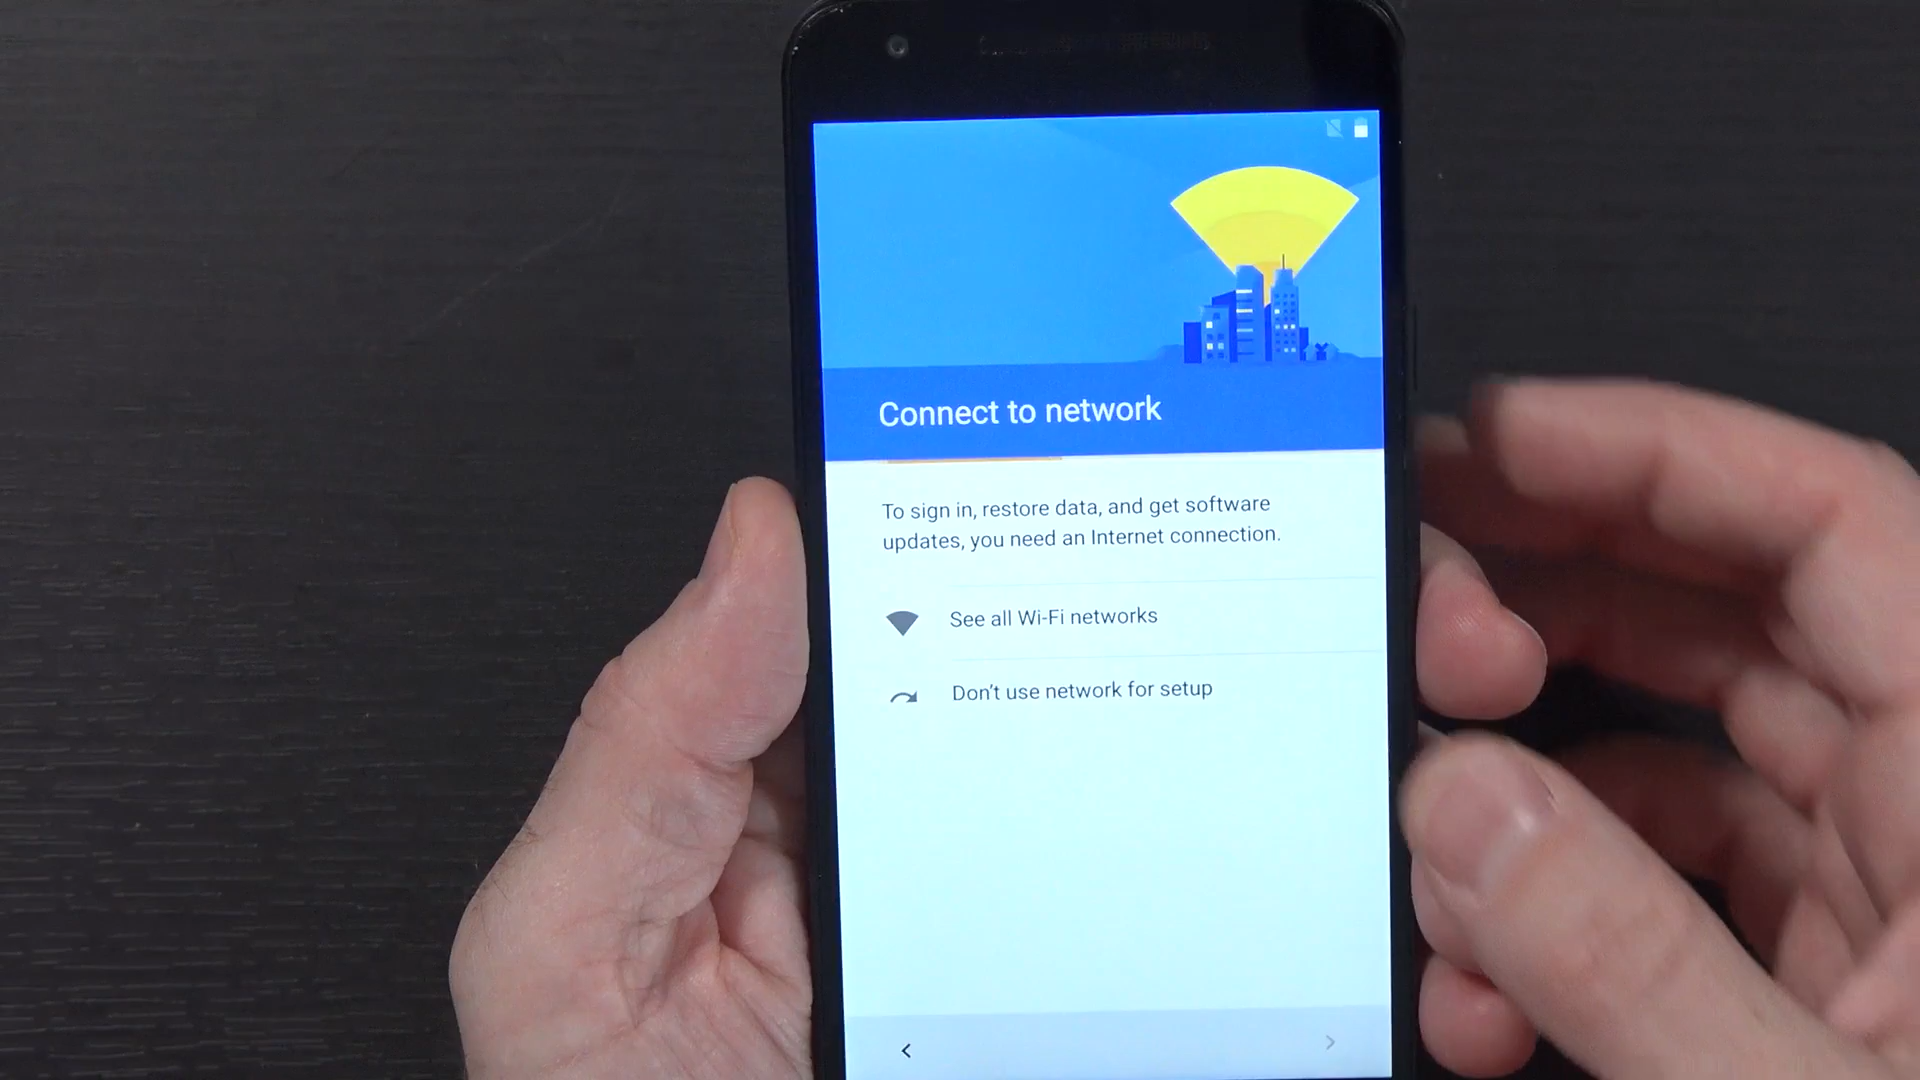 Connect to network
To sign in, restore data, and get software
updates, you need an Internet connection.
See all Wi-Fi networks
Don’t use network for setup